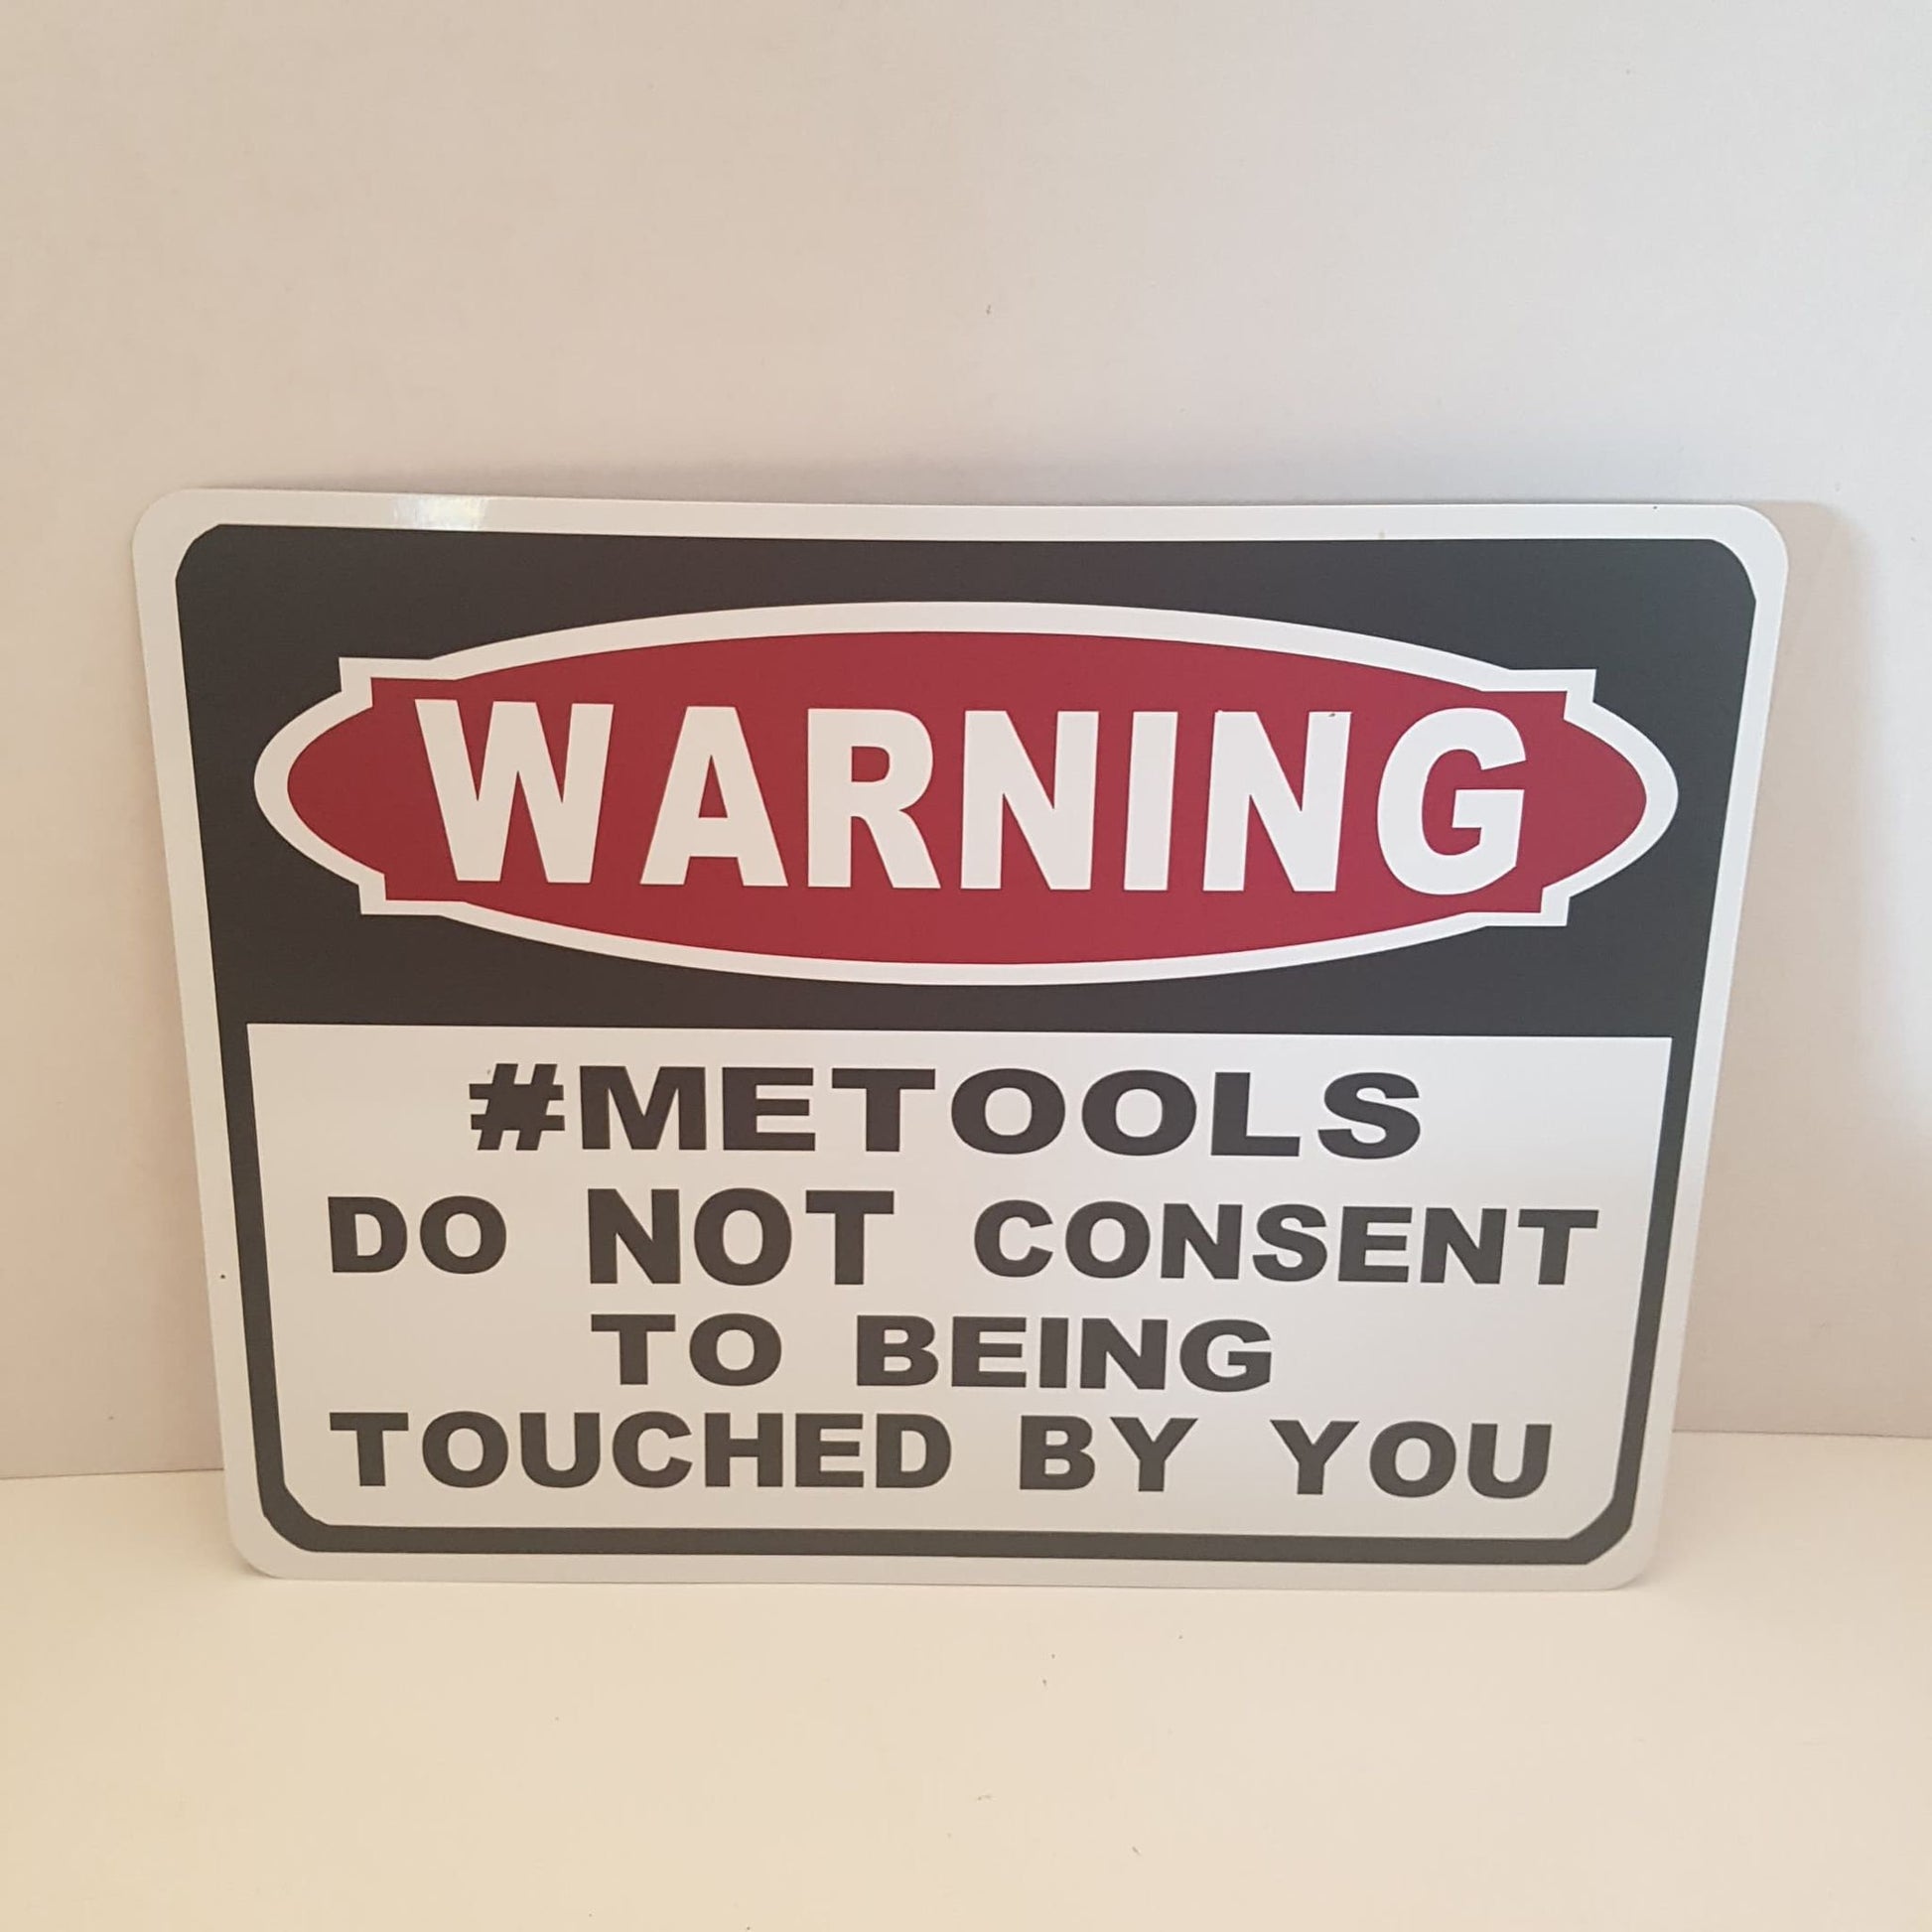 WARNING
#METOOLS
DO NOT CONSENT
TO BEING
TOUCHED BY YOU